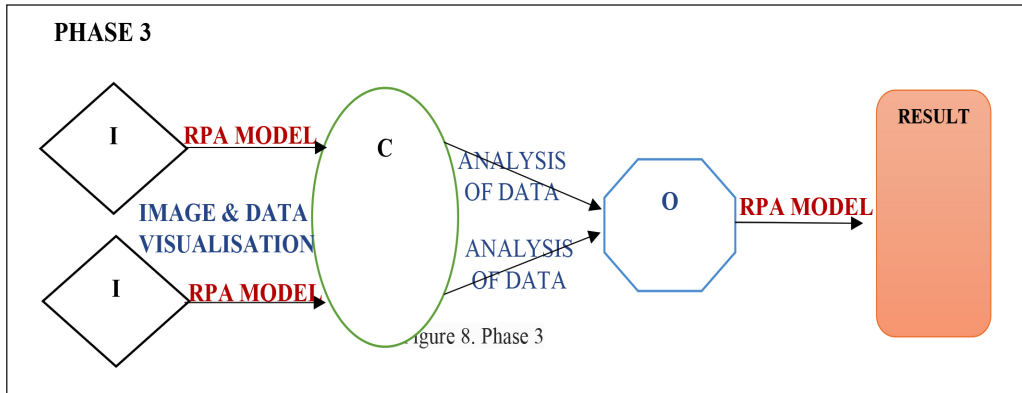 PHASE 3
I
RPA MODEL
C
RESULT
ANALYSIS
OF DATA
O
IMAGE & DATA
VISUALISATION
RPA MODEL
I
RPA MODEL
ANALYSIS
OF DATA
8. Phase 3